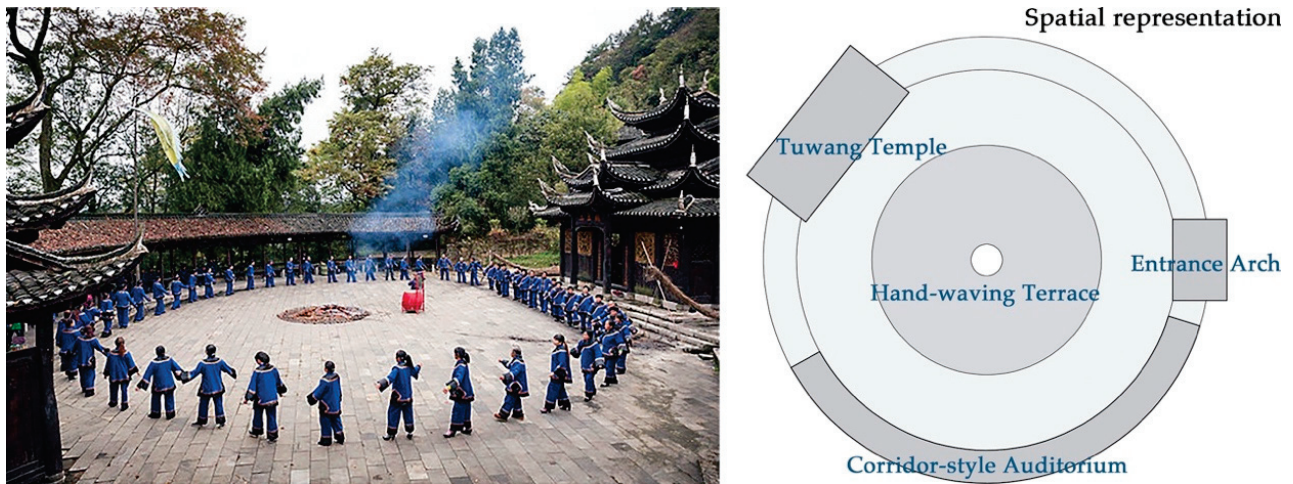 Spatial representation
Tuwang Temple
Entrance Arch
Hand-waving Terrace
Corridor-style Auditorium